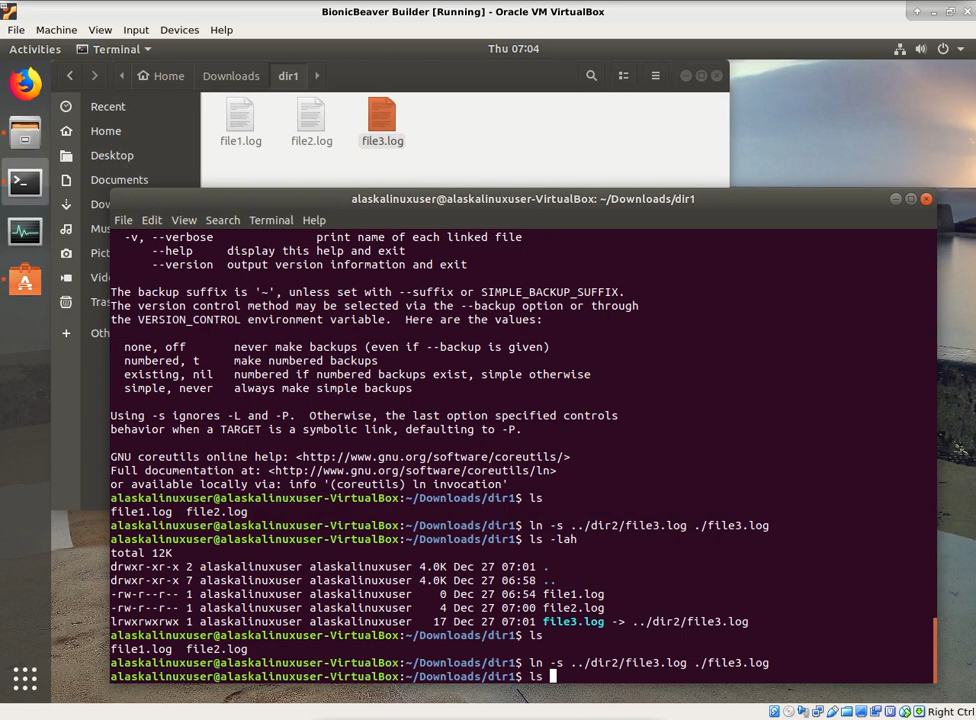 BionicBeaver Builder [Running] - Oracle VM VirtualBox
File Machine View Input Devices Help
Activities Terminal Thu 07:04
Home Downloads dir1
Recent
Home
Desktop
Documents
Dow
Mus
Pict
Vide
Tras
Oth
file1.log file2.log file3.log
alaskalinuxuser@alaskalinuxuser-VirtualBox: ~/Downloads/dir1
File Edit View Search Terminal Help
-v, --verbose print name of each linked file
--help display this help and exit
--version output version information and exit
The backup suffix is '~', unless set with --suffix or SIMPLE_BACKUP_SUFFIX.
The version control method may be selected via the --backup option or through
the VERSION_CONTROL environment variable. Here are the values:
none, off never make backups (even if --backup is given)
numbered, t make numbered backups
existing, nil numbered if numbered backups exist, simple otherwise
simple, never always make simple backups
Using -s ignores -L and -P. Otherwise, the last option specified controls
behavior when a TARGET is a symbolic link, defaulting to -P.
GNU coreutils online help: <http://www.gnu.org/software/coreutils/>
Full documentation at: <http://www.gnu.org/software/coreutils/ln>
or available locally via: info '(coreutils) ln invocation'
alaskalinuxuser@alaskalinuxuser-VirtualBox:~/Downloads/dir1$ ls
file1.log file2.log
alaskalinuxuser@alaskalinuxuser-VirtualBox:~/Downloads/dir1$ ln -s ../dir2/file3.log ./file3.log
alaskalinuxuser@alaskalinuxuser-VirtualBox:~/Downloads/dir1$ ls -lah
total 12K
drwxr-xr-x 2 alaskalinuxuser alaskalinuxuser 4.0K Dec 27 07:01 .
drwxr-xr-x 7 alaskalinuxuser alaskalinuxuser 4.0K Dec 27 06:58 ..
-rw-r--r-- 1 alaskalinuxuser alaskalinuxuser 0 Dec 27 06:54 file1.log
-rw-r--r-- 1 alaskalinuxuser alaskalinuxuser 4 Dec 27 07:00 file2.log
lrwxrwxrwx 1 alaskalinuxuser alaskalinuxuser 17 Dec 27 07:01 file3.log -> ../dir2/file3.log
alaskalinuxuser@alaskalinuxuser-VirtualBox:~/Downloads/dir1$ ls
file1.log file2.log
alaskalinuxuser@alaskalinuxuser-VirtualBox:~/Downloads/dir1$ ln -s ../dir2/file3.log ./file3.log
alaskalinuxuser@alaskalinuxuser-VirtualBox:~/Downloads/dir1$ ls
Right Ctrl